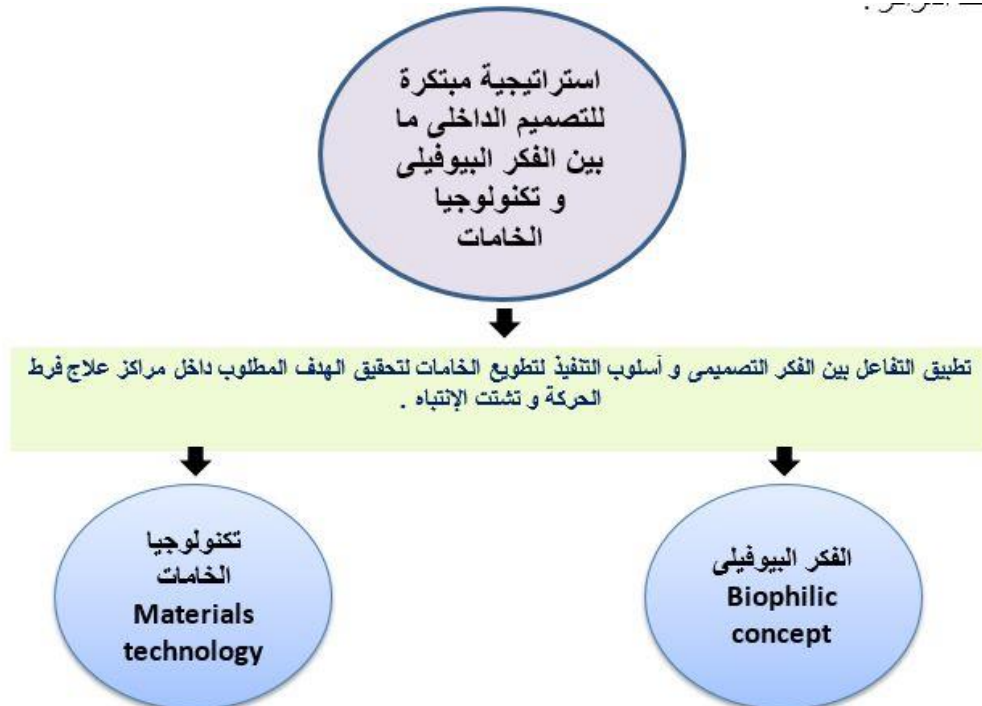 استراتيجية مبتكرة
للتصميم الداخلى ما
بين الفكر البيوفيلى
و تكنولوجيا
الخامات
تطبيق التفاعل بين الفكر التصميمى و أسلوب التنفيذ لتطويع الخامات لتحقيق الهدف المطلوب داخل مراكز علاج فرط
الحركة و تشتت الإنتباه .
الفكر البيوفيلى
Biophilic
concept
تكنولوجيا
الخامات
Materials
technology